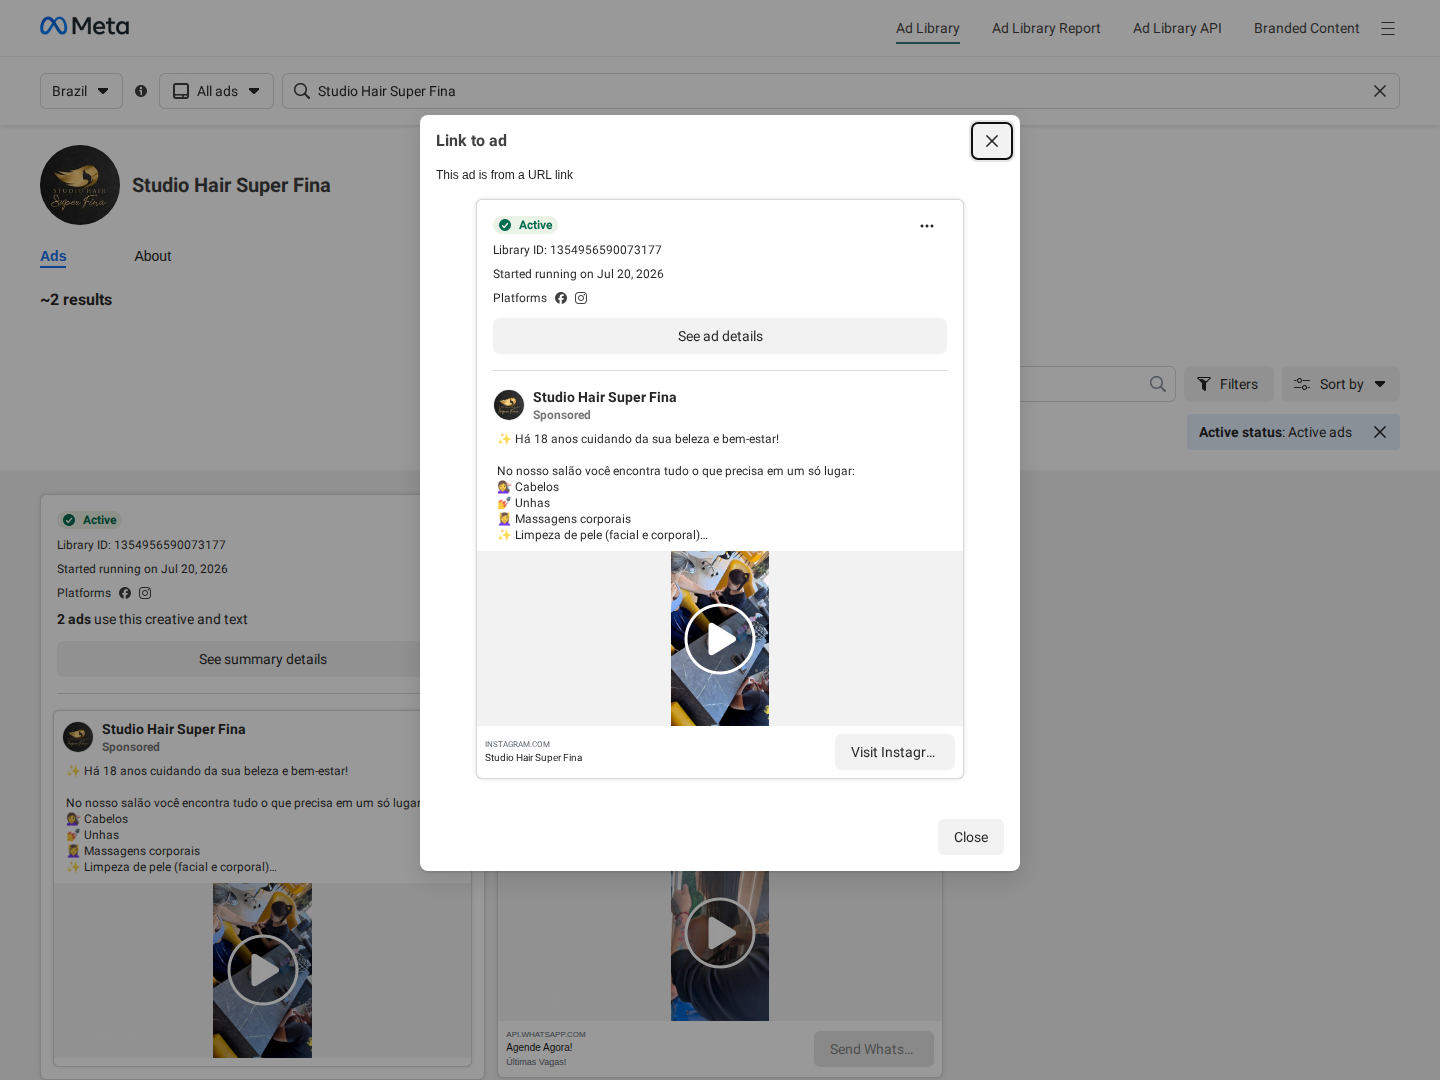 Meta
Ad Library
Ad Library Report
Ad Library API
Branded Content
Brazil
All ads
Studio Hair Super Fina
STUDIO HAIR
Super Fina
Studio Hair Super Fina
Ads
About
~2 results
Filters
Sort by
Active status: Active ads
Active
Library ID: 1354956590073177
Started running on Jul 20, 2026
Platforms
2 ads use this creative and text
See summary details
Studio Hair Super Fina
Sponsored
✨ Há 18 anos cuidando da sua beleza e bem-estar!
No nosso salão você encontra tudo o que precisa em um só lugar
💇‍♀️ Cabelos
💅 Unhas
💆‍♀️ Massagens corporais
✨ Limpeza de pele (facial e corporal)...
API.WHATSAPP.COM
Agende Agora!
Últimas Vagas!
Send Whats...
Link to ad
This ad is from a URL link
Active
Library ID: 1354956590073177
Started running on Jul 20, 2026
Platforms
See ad details
Studio Hair Super Fina
Sponsored
✨ Há 18 anos cuidando da sua beleza e bem-estar!
No nosso salão você encontra tudo o que precisa em um só lugar:
💇‍♀️ Cabelos
💅 Unhas
💆‍♀️ Massagens corporais
✨ Limpeza de pele (facial e corporal)...
INSTAGRAM.COM
Studio Hair Super Fina
Visit Instagr...
Close